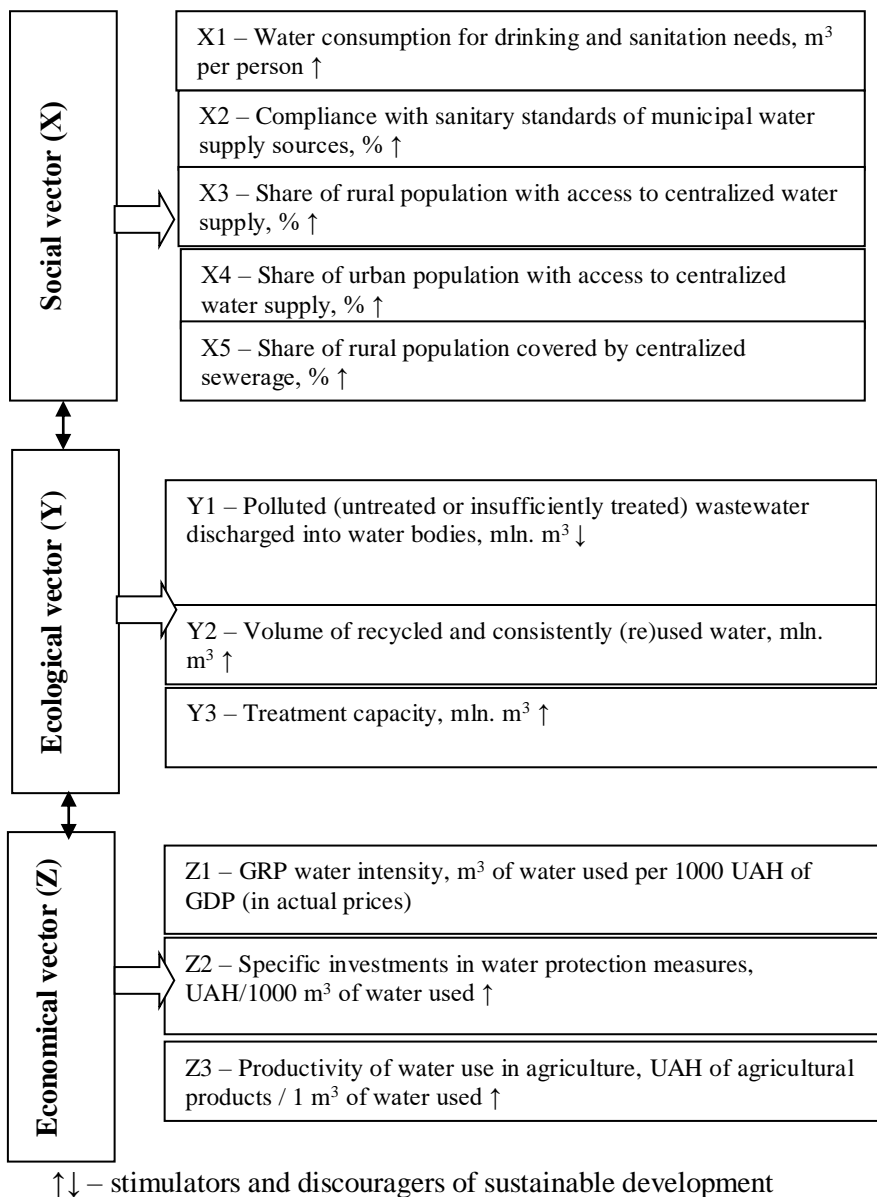 Social vector (X)
X1 – Water consumption for drinking and sanitation needs, m³
per person ↑
X2 – Compliance with sanitary standards of municipal water
supply sources, % ↑
X3 – Share of rural population with access to centralized water
supply, % ↑
X4 – Share of urban population with access to centralized
water supply, % ↑
X5 – Share of rural population covered by centralized
sewerage, % ↑
Ecological vector (Y)
Y1 – Polluted (untreated or insufficiently treated) wastewater
discharged into water bodies, mln. m³ ↓
Y2 – Volume of recycled and consistently (re)used water, mln.
m³ ↑
Y3 – Treatment capacity, mln. m³ ↑
Economical vector (Z)
Z1 – GRP water intensity, m³ of water used per 1000 UAH of
GDP (in actual prices)
Z2 – Specific investments in water protection measures,
UAH/1000 m³ of water used ↑
Z3 – Productivity of water use in agriculture, UAH of agricultural
products / 1 m³ of water used ↑
↑↓ – stimulators and discouragers of sustainable development